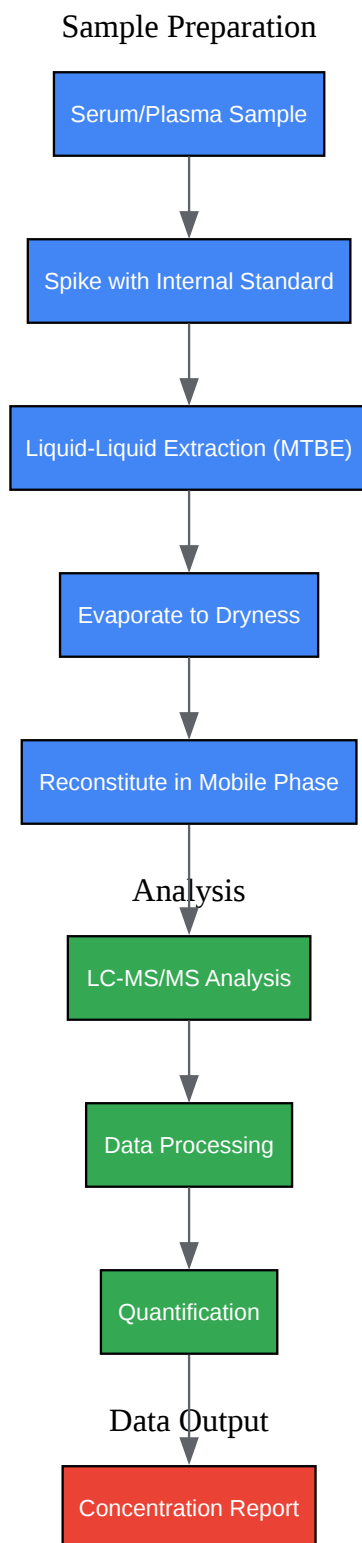 Sample Preparation
Serum/Plasma Sample
Spike with Internal Standard
Liquid-Liquid Extraction (MTBE)
Evaporate to Dryness
Reconstitute in Mobile Phase
Analysis
LC-MS/MS Analysis
Data Processing
Quantification
Data Output
Concentration Report